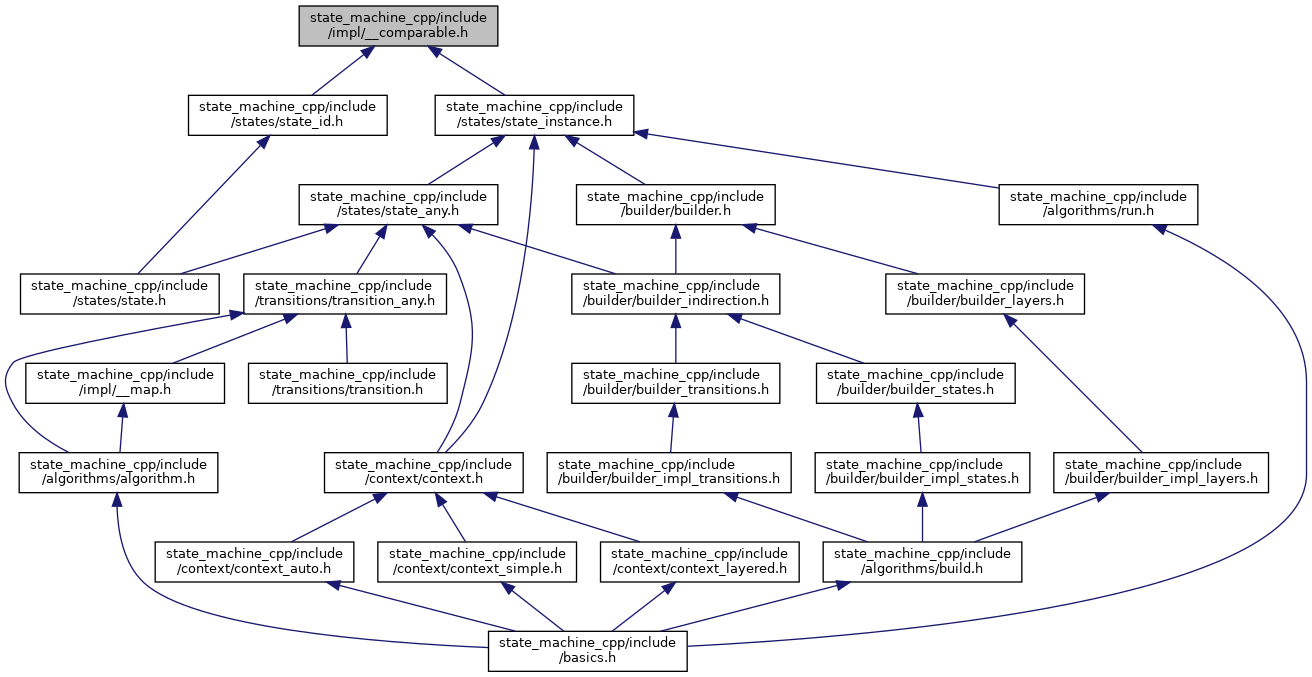 state_machine_cpp/include
/impl/__comparable.h
state_machine_cpp/include
/states/state_id.h
state_machine_cpp/include
/states/state_instance.h
state_machine_cpp/include
/states/state_any.h
state_machine_cpp/include
/builder/builder.h
state_machine_cpp/include
/algorithms/run.h
state_machine_cpp/include
/states/state.h
state_machine_cpp/include
/transitions/transition_any.h
state_machine_cpp/include
/builder/builder_indirection.h
state_machine_cpp/include
/builder/builder_layers.h
state_machine_cpp/include
/impl/__map.h
state_machine_cpp/include
/transitions/transition.h
state_machine_cpp/include
/builder/builder_transitions.h
state_machine_cpp/include
/builder/builder_states.h
state_machine_cpp/include
/algorithms/algorithm.h
state_machine_cpp/include
/context/context.h
state_machine_cpp/include
/builder/builder_impl_transitions.h
state_machine_cpp/include
/builder/builder_impl_states.h
state_machine_cpp/include
/builder/builder_impl_layers.h
state_machine_cpp/include
/context/context_auto.h
state_machine_cpp/include
/context/context_simple.h
state_machine_cpp/include
/context/context_layered.h
state_machine_cpp/include
/algorithms/build.h
state_machine_cpp/include
/basics.h